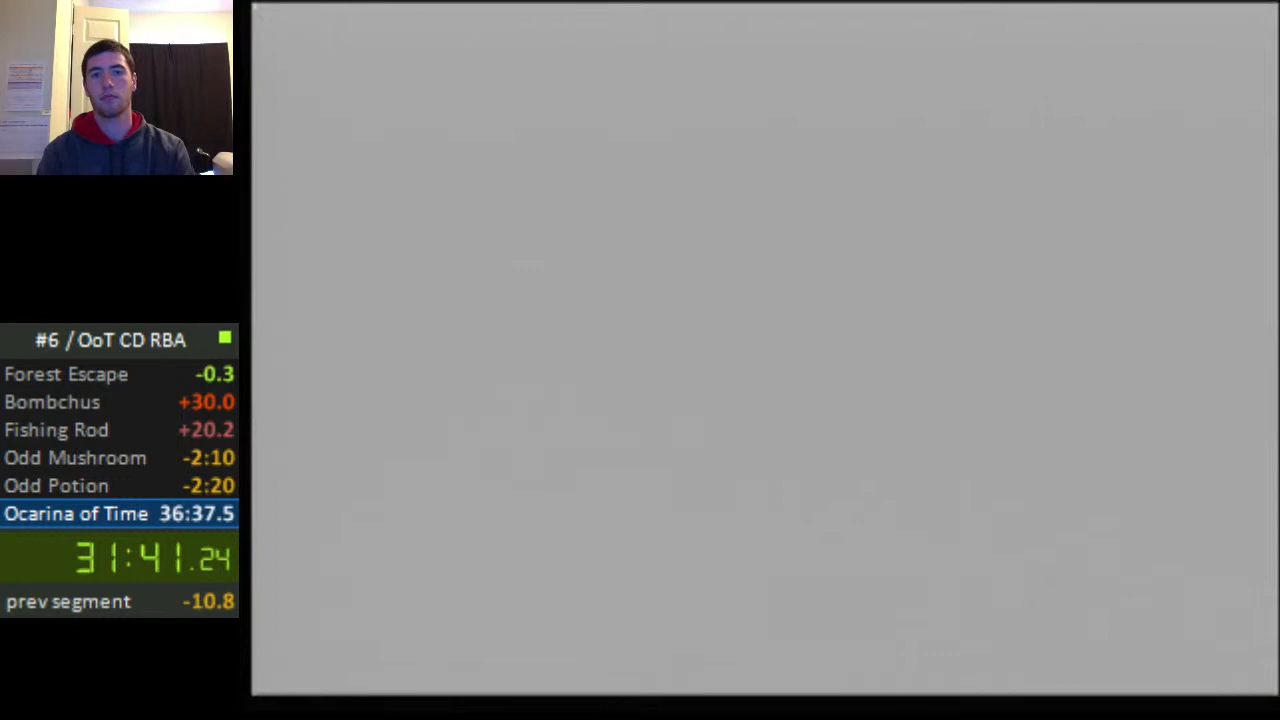 #6 / OoT CD RBA
Forest Escape -0.3
Bombchus +30.0
Fishing Rod +20.2
Odd Mushroom -2:10
Odd Potion -2:20
Ocarina of Time 36:37.5
31:41.24
prev segment -10.8